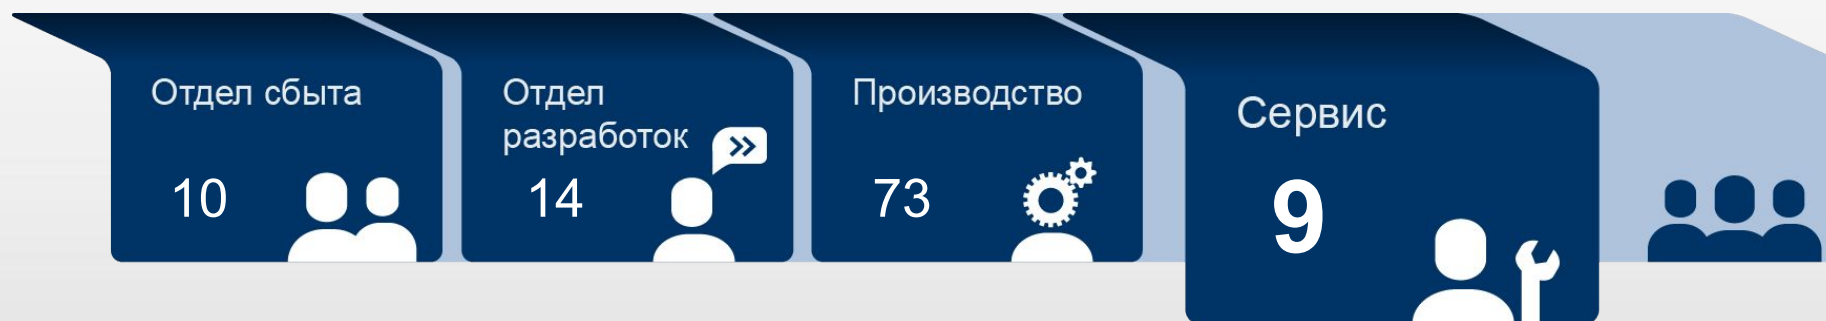 Отдел сбыта
10
Отдел
разработок
14
Производство
73
Сервис
9